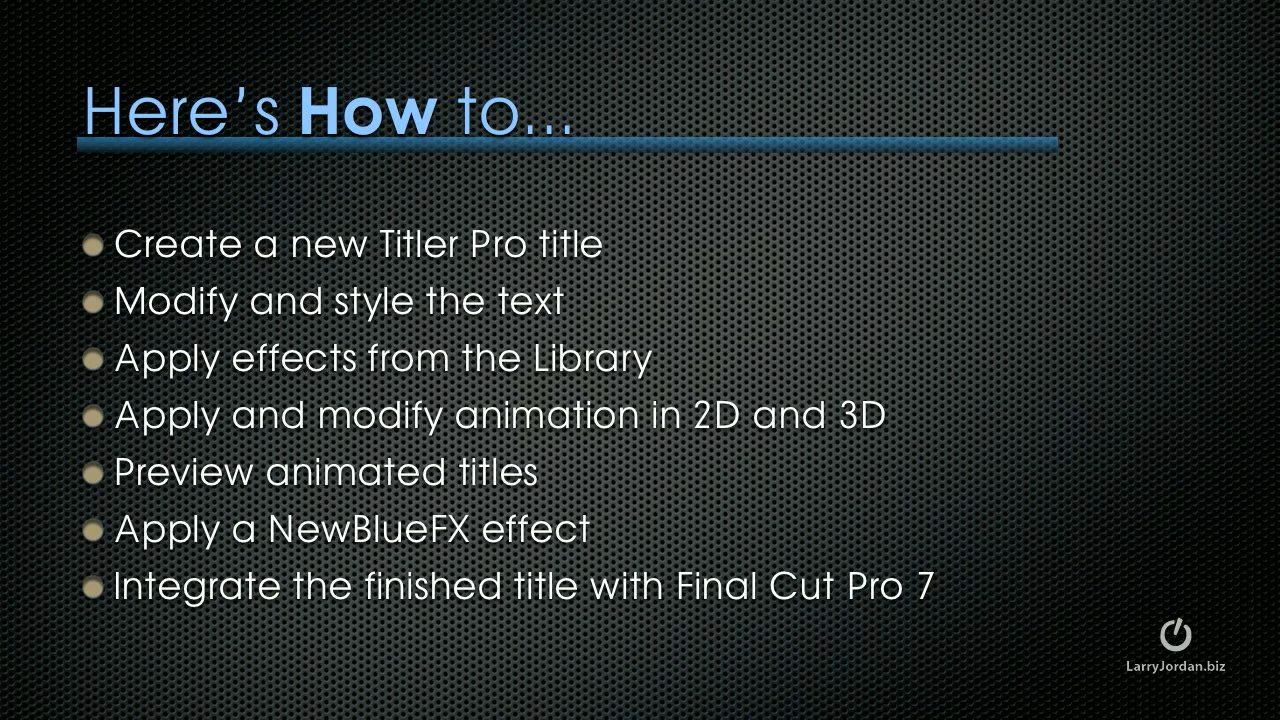 Here’s How to...
Create a new Titler Pro title
Modify and style the text
Apply effects from the Library
Apply and modify animation in 2D and 3D
Preview animated titles
Apply a NewBlueFX effect
Integrate the finished title with Final Cut Pro 7
LarryJordan.biz